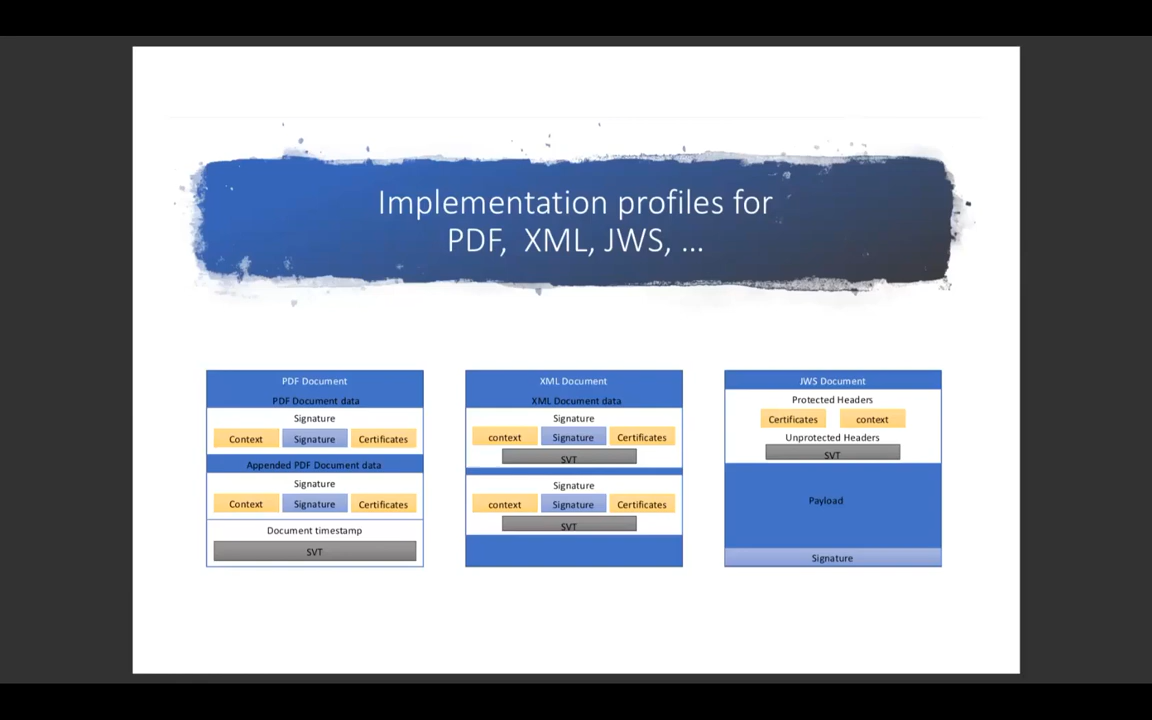 Implementation profiles for
PDF, XML, JWS, ...
PDF Document
PDF Document data
Signature
Context Signature Certificates
Appended PDF Document data
Signature
Context Signature Certificates
Document timestamp
SVT
XML Document
XML Document data
Signature
context Signature Certificates
SVT
Signature
context Signature Certificates
SVT
JWS Document
Protected Headers
Certificates context
Unprotected Headers
SVT
Payload
Signature